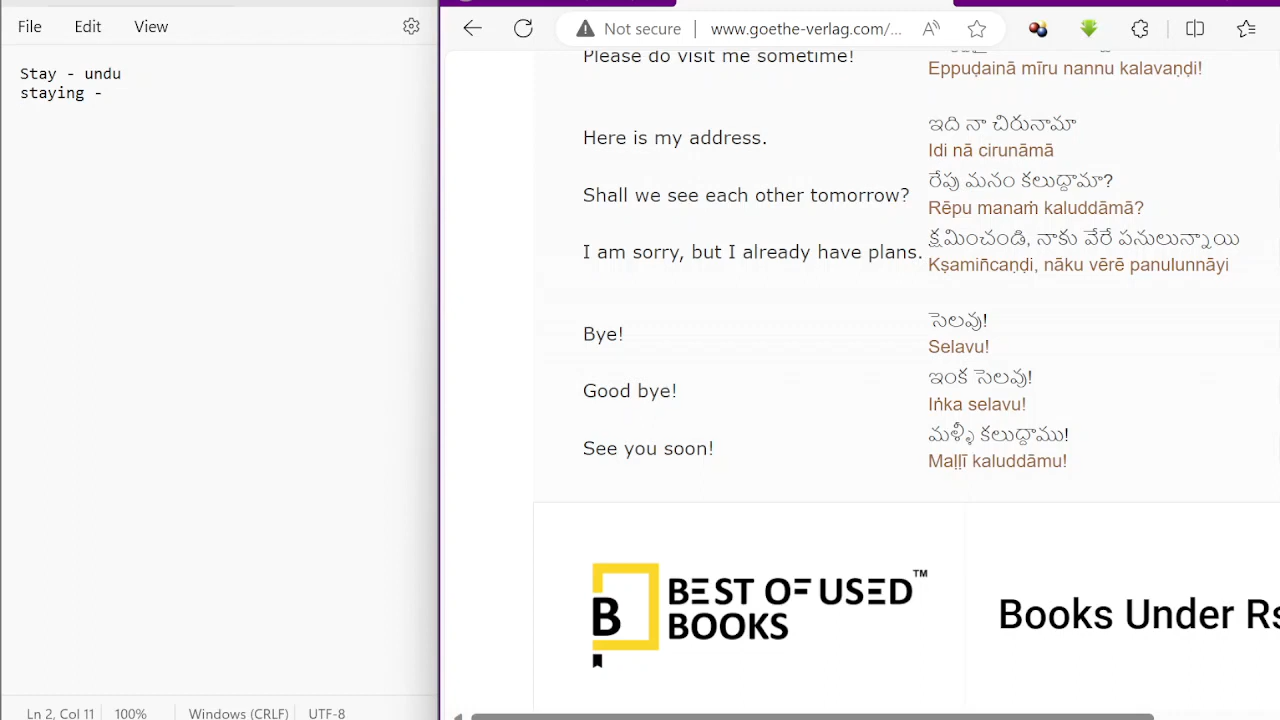 File Edit View
Stay - undu
staying -
Ln 2, Col 11 100% Windows (CRLF) UTF-8
Not secure www.goethe-verlag.com/...
Please do visit me sometime!
Eppuḍainā mīru nannu kalavaṇḍi!
Here is my address.
ఇది నా చిరునామా
Idi nā cirunāmā
Shall we see each other tomorrow?
రేపు మనం కలుద్దామా?
Rēpu manaṁ kaluddāmā?
I am sorry, but I already have plans.
క్షమించండి, నాకు వేరే పనులున్నాయి
Kṣamiñcaṇḍi, nāku vērē panulunnāyi
Bye!
సెలవు!
Selavu!
Good bye!
ఇంక సెలవు!
Iṅka selavu!
See you soon!
మళ్ళీ కలుద్దాము!
Maḷḷī kaluddāmu!
B BEST OF USED BOOKS™
Books Under Rs